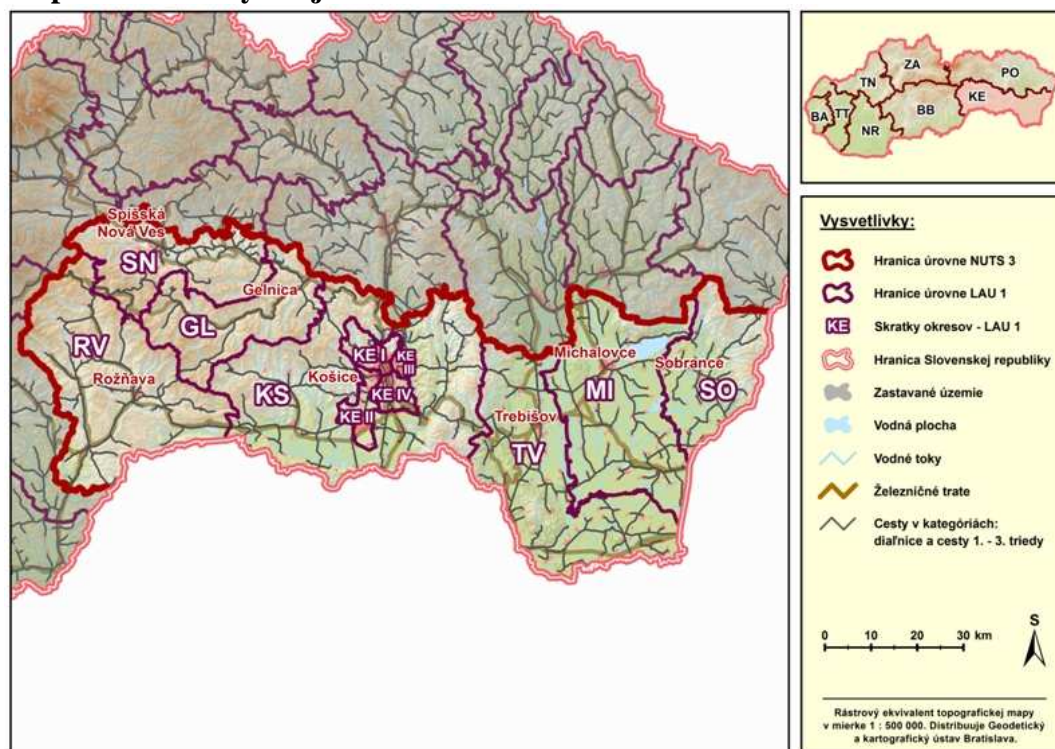 Spišská
Nová Ves
SN
Gelnica
GL
RV
Rožňava
KS
Košice
KE I
KE
III
KE IV
KE II
Michalovce
Sobrance
MI
SO
Trebišov
TV
ZA
PO
TN
KE
BA
TT
BB
NR
Vysvetlivky:
Hranica úrovne NUTS 3
Hranice úrovne LAU 1
KE
Skratky okresov - LAU 1
Hranica Slovenskej republiky
Zastavané územie
Vodná plocha
Vodné toky
Železničné trate
Cesty v kategóriách:
diaľnice a cesty 1. - 3. triedy
S
0 10 20 30 km
Rástrový ekvivalent topografickej mapy
v mierke 1 : 500 000. Distribuuje Geodetický
a kartografický ústav Bratislava.